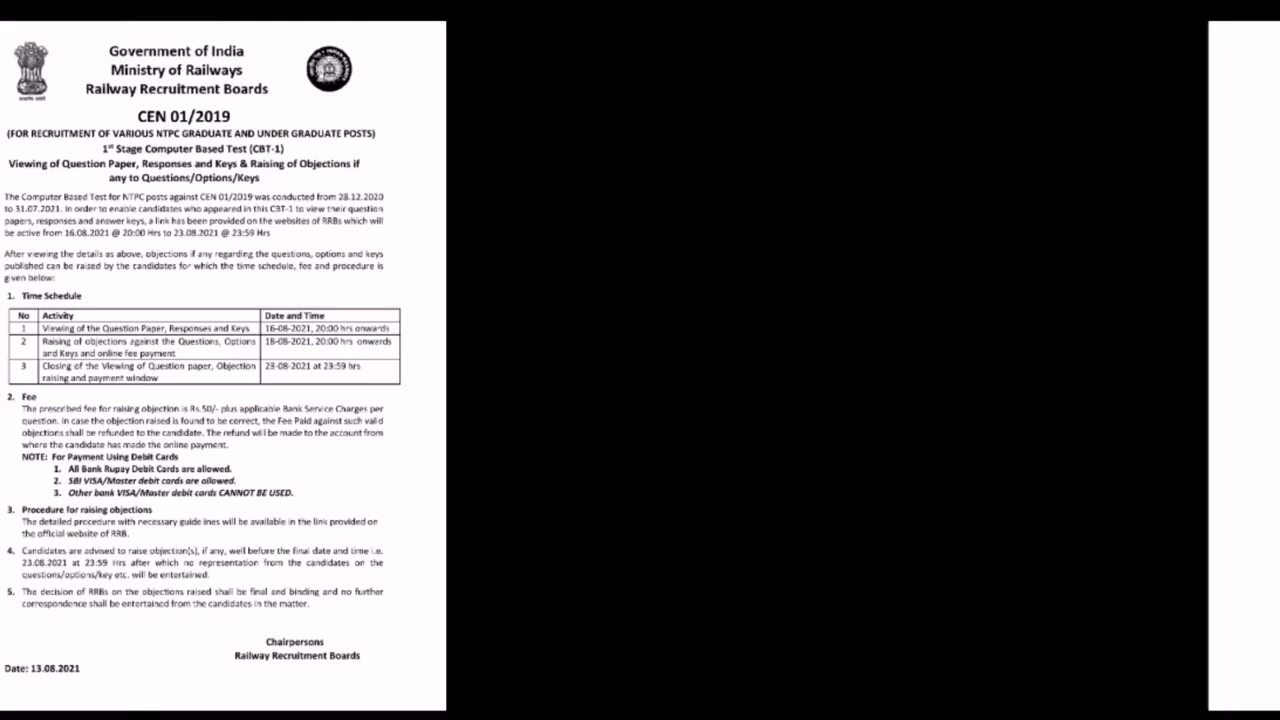 Government of India
Ministry of Railways
Railway Recruitment Boards
CEN 01/2019
(FOR RECRUITMENT OF VARIOUS NTPC GRADUATE AND UNDER GRADUATE POSTS)
1st Stage Computer Based Test (CBT-1)
Viewing of Question Paper, Responses and Keys & Raising of Objections if
any to Questions/Options/Keys
The Computer Based Test for NTPC posts against CEN 01/2019 was conducted from 28.12.2020
to 31.07.2021. In order to enable candidates who appeared in this CBT-1 to view their question
papers, responses and answer keys, a link has been provided on the websites of RRBs which will
be active from 16.08.2021 @ 20:00 Hrs to 23.08.2021 @ 23:59 Hrs
After viewing the details as above, objections if any regarding the questions, options and keys
published can be raised by the candidates for which the time schedule, fee and procedure is
given below:
1. Time Schedule
No Activity Date and Time
1 Viewing of the Question Paper, Responses and Keys 16-08-2021, 20:00 hrs onwards
2 Raising of objections against the Questions, Options 18-08-2021, 20:00 hrs onwards
and Keys and online fee payment
3 Closing of the Viewing of Question paper, Objection 23-08-2021 at 23:59 hrs
raising and payment window
2. Fee
The prescribed fee for raising objection is Rs.50/- plus applicable Bank Service Charges per
question. In case the objection raised is found to be correct, the Fee Paid against such valid
objections shall be refunded to the candidate. The refund will be made to the account from
where the candidate has made the online payment.
NOTE: For Payment Using Debit Cards
1. All Bank Rupay Debit Cards are allowed.
2. SBI VISA/Master debit cards are allowed.
3. Other bank VISA/Master debit cards CANNOT BE USED.
3. Procedure for raising objections
The detailed procedure with necessary guide lines will be available in the link provided on
the official website of RRB.
4. Candidates are advised to raise objection(s), if any, well before the final date and time i.e.
23.08.2021 at 23:59 Hrs after which no representation from the candidates on the
questions/options/key etc. will be entertained.
5. The decision of RRBs on the objections raised shall be final and binding and no further
correspondence shall be entertained from the candidates in the matter.
Chairpersons
Railway Recruitment Boards
Date: 13.08.2021